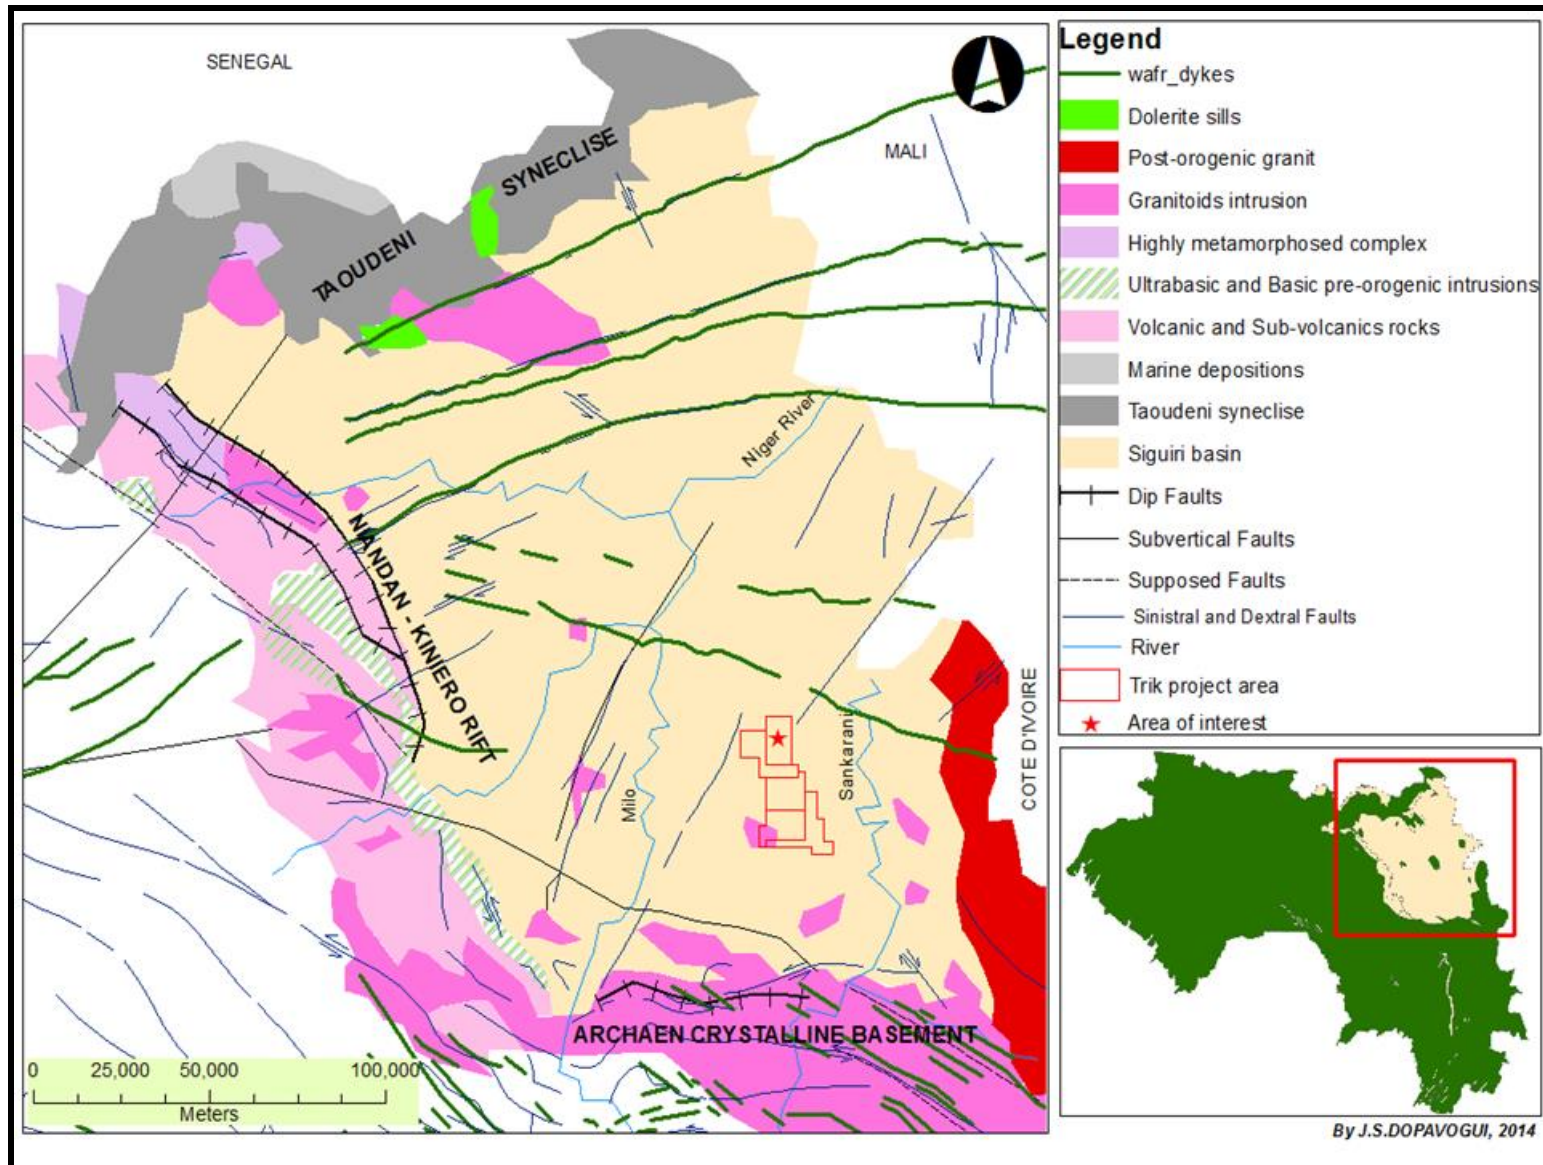 SENEGAL
MALI
SYNECLISE
TAOUDENI
Niger River
NIANDAN - KINIERO RIFT
Sankarani
Milo
COTE D'IVOIRE
ARCHAEN CRYSTALLINE BASEMENT
0 25,000 50,000 100,000
Meters
Legend
wafr_dykes
Dolerite sills
Post-orogenic granit
Granitoids intrusion
Highly metamorphosed complex
Ultrabasic and Basic pre-orogenic intrusions
Volcanic and Sub-volcanics rocks
Marine depositions
Taoudeni syneclise
Siguiri basin
Dip Faults
Subvertical Faults
Supposed Faults
Sinistral and Dextral Faults
River
Trik project area
Area of interest
By J.S.DOPAVOGUI, 2014